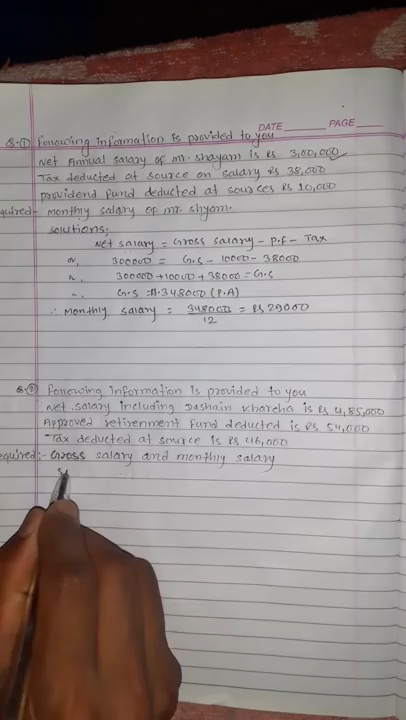 DATE PAGE
Q.① Following information is provided to you
Net Annual salary of mr. shayam is Rs 3,00,000
Tax deducted at source on salary Rs 38,000
providend fund deducted at sources Rs 10,000
quired:- monthly salary of mr. shyam.
solutions,
Net salary = Gross salary - P.F - Tax
or, 300000 = G.S - 10000 - 38000
or, 300000 + 10000 + 38000 = G.S
G.S = 348000 (P.A)
∴ Monthly salary = 348000 = Rs 29000
12
Q.② Following information is provided to you
Net salary including Dashain kharcha is Rs 4,85,000
Approved retirenment fund deducted is Rs 54,000
Tax deducted at source is Rs 46,000
equired:- Gross salary and monthly salary